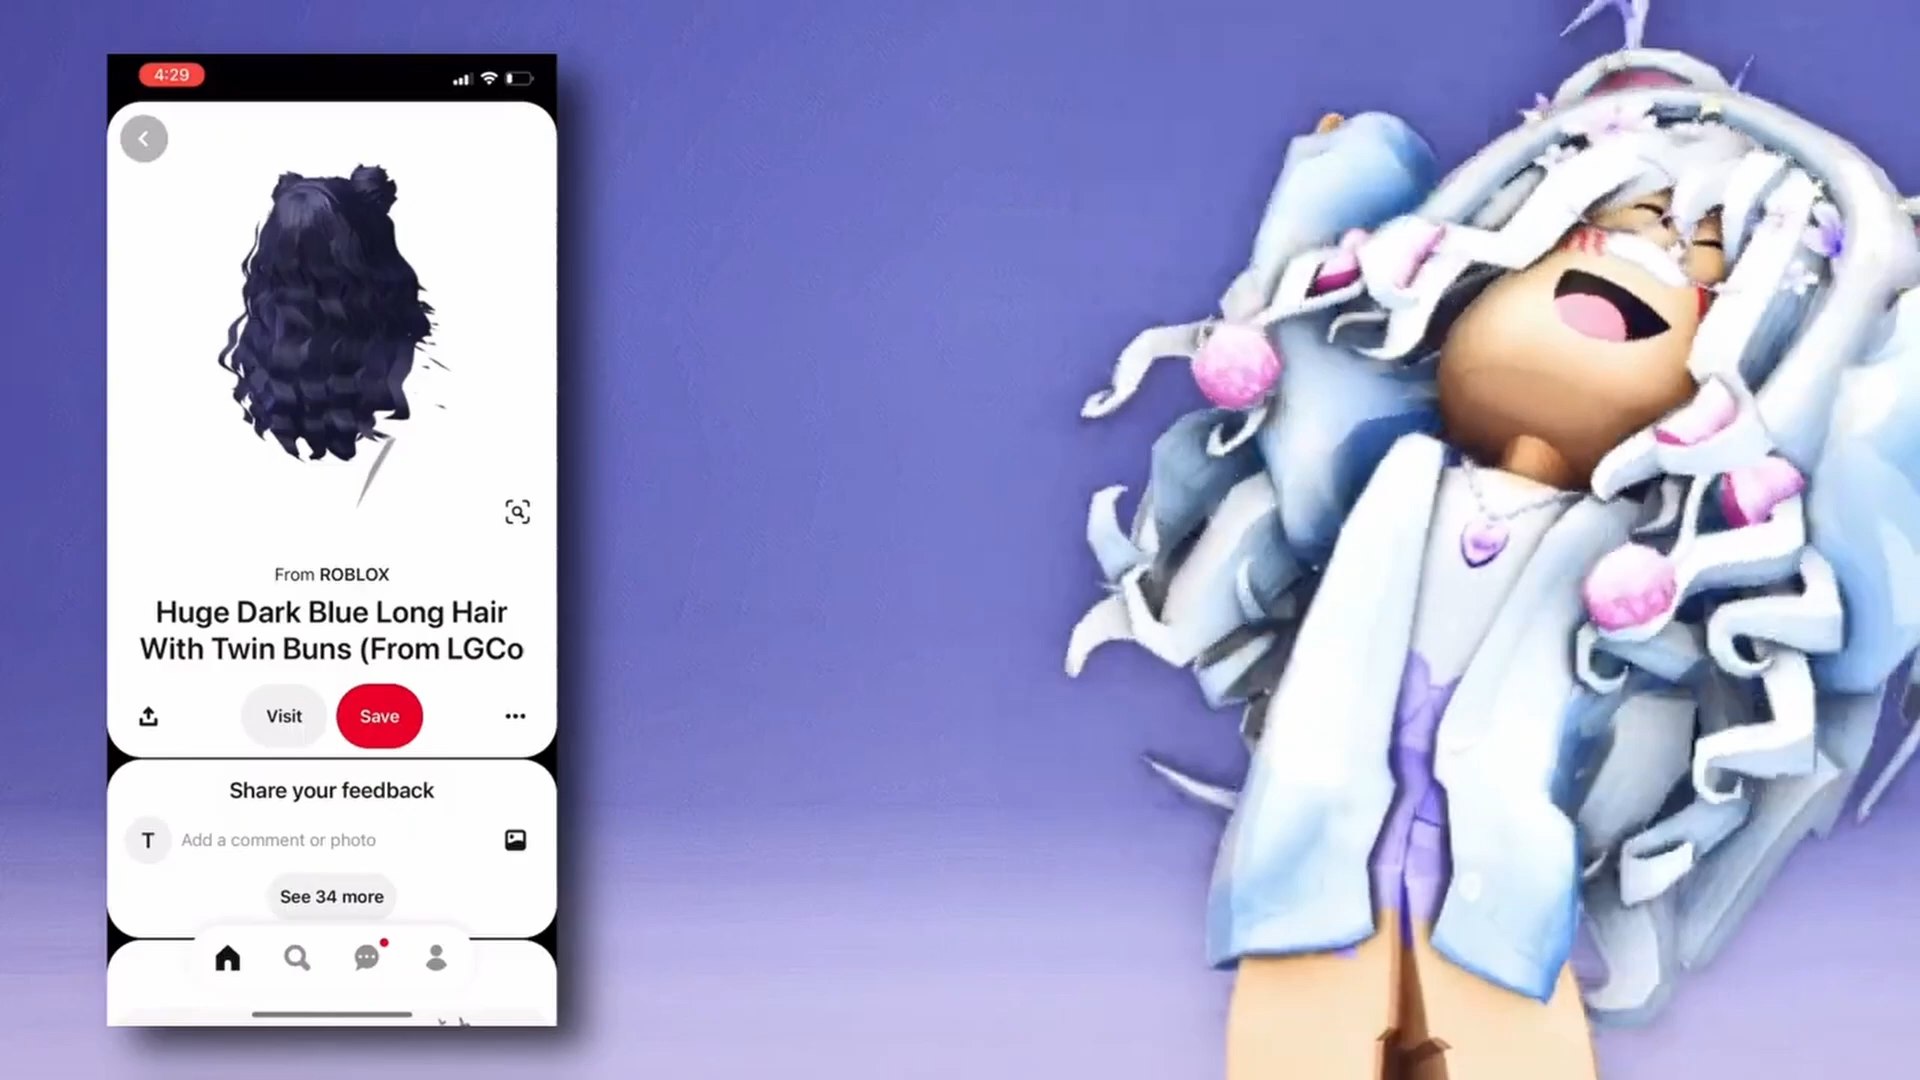 4:29
From ROBLOX
Huge Dark Blue Long Hair
With Twin Buns (From LGCo
Visit
Save
Share your feedback
T
Add a comment or photo
See 34 more